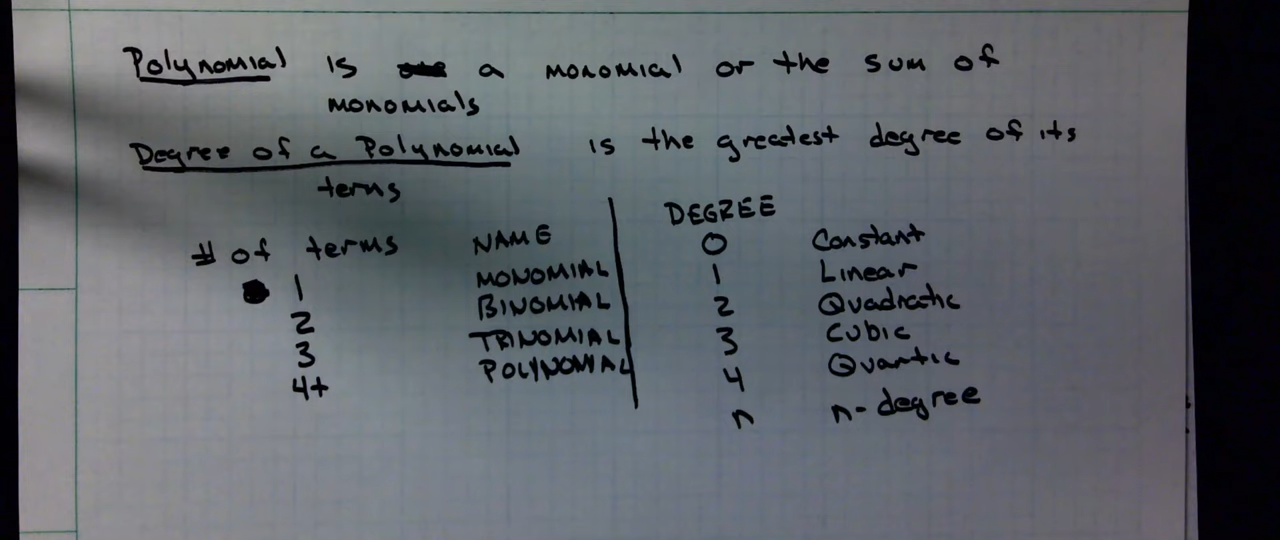 Polynomial is a monomial or the sum of
monomials
Degree of a Polynomial is the greatest degree of its
terms
DEGREE
# of terms NAME 0 Constant
1 MONOMIAL 1 Linear
2 BINOMIAL 2 Quadratic
3 TRINOMIAL 3 Cubic
4+ POLYNOMIAL 4 Quartic
n n-degree